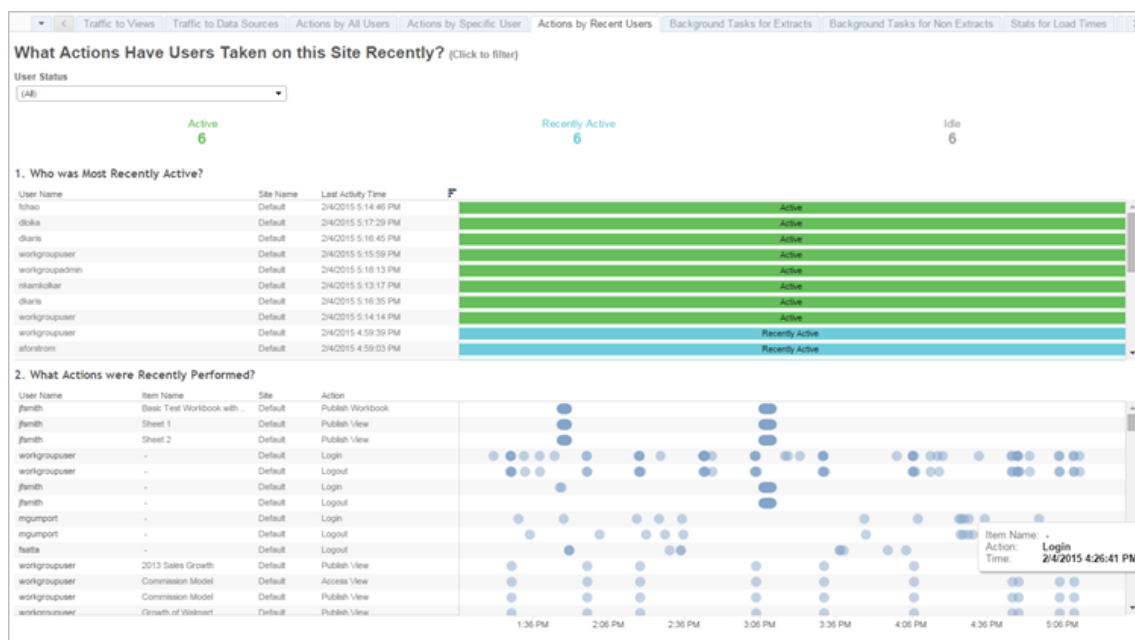 Traffic to Views Traffic to Data Sources Actions by All Users Actions by Specific User Actions by Recent Users Background Tasks for Extracts Background Tasks for Non Extracts Stats for Load Times
What Actions Have Users Taken on this Site Recently? (Click to filter)
User Status
(All)
Active Recently Active Idle
6 6 6
1. Who was Most Recently Active?
User Name Site Name Last Activity Time
fchao Default 2/4/2015 5:14:46 PM Active
dloika Default 2/4/2015 5:17:29 PM Active
dkaris Default 2/4/2015 5:16:45 PM Active
workgroupuser Default 2/4/2015 5:15:59 PM Active
workgroupadmin Default 2/4/2015 5:18:13 PM Active
nkamkolkar Default 2/4/2015 5:13:17 PM Active
dkaris Default 2/4/2015 5:16:35 PM Active
workgroupuser Default 2/4/2015 5:14:14 PM Active
workgroupuser Default 2/4/2015 4:59:39 PM Recently Active
aforstrom Default 2/4/2015 4:59:03 PM Recently Active
2. What Actions were Recently Performed?
User Name Item Name Site Action
jfsmith Basic Test Workbook with .. Default Publish Workbook
jfsmith Sheet 1 Default Publish View
jfsmith Sheet 2 Default Publish View
workgroupuser - Default Login
workgroupuser - Default Logout
jfsmith - Default Login
jfsmith - Default Logout
mgumport - Default Login
mgumport - Default Logout
fsatta - Default Logout
workgroupuser 2013 Sales Growth Default Publish View
workgroupuser Commission Model Default Access View
workgroupuser Commission Model Default Publish View
workgroupuser Growth of Walmart Default Publish View
Item Name: -
Action: Login
Time: 2/4/2015 4:26:41 PM
1:36 PM 2:06 PM 2:36 PM 3:06 PM 3:36 PM 4:06 PM 4:36 PM 5:06 PM